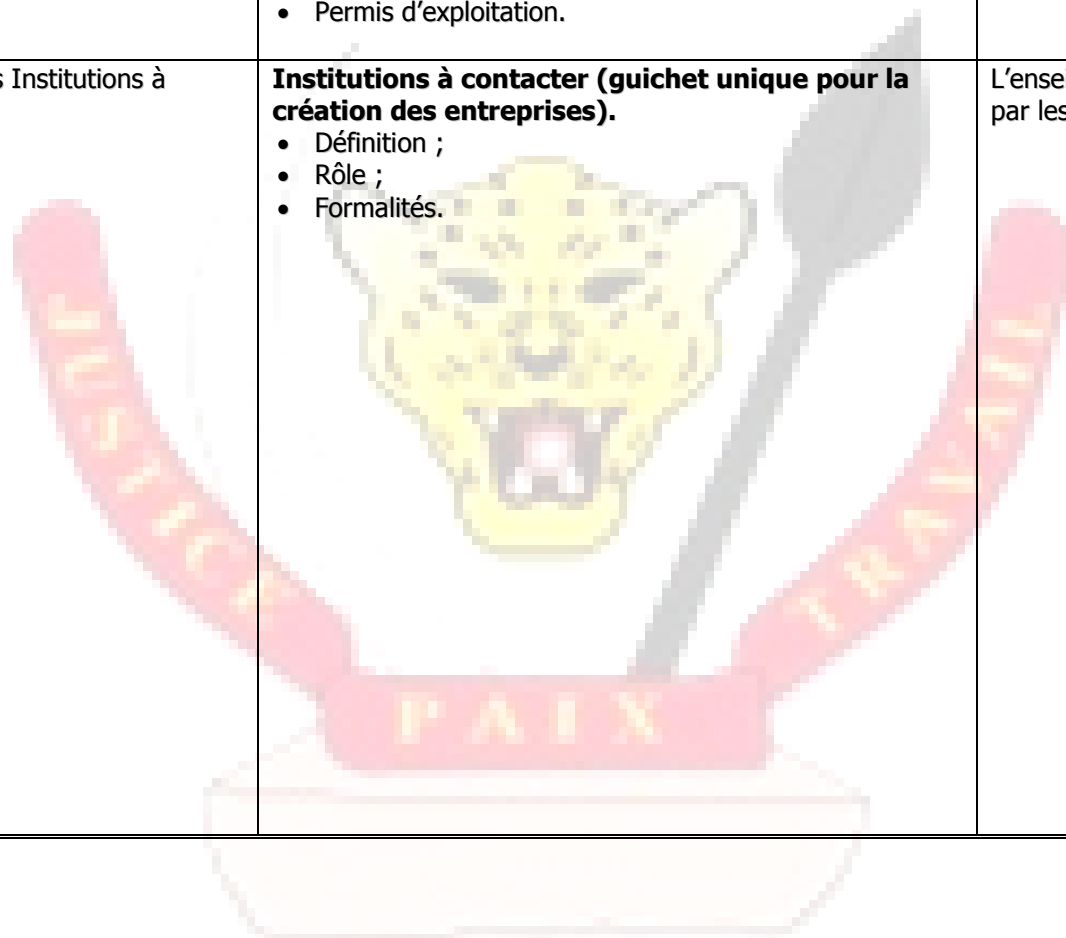 • Permis d'exploitation.
s Institutions à
Institutions à contacter (guichet unique pour la
création des entreprises).
• Définition ;
• Rôle ;
• Formalités.
L'ensei
par les
JUSTICE
PAIX
TRAVAIL